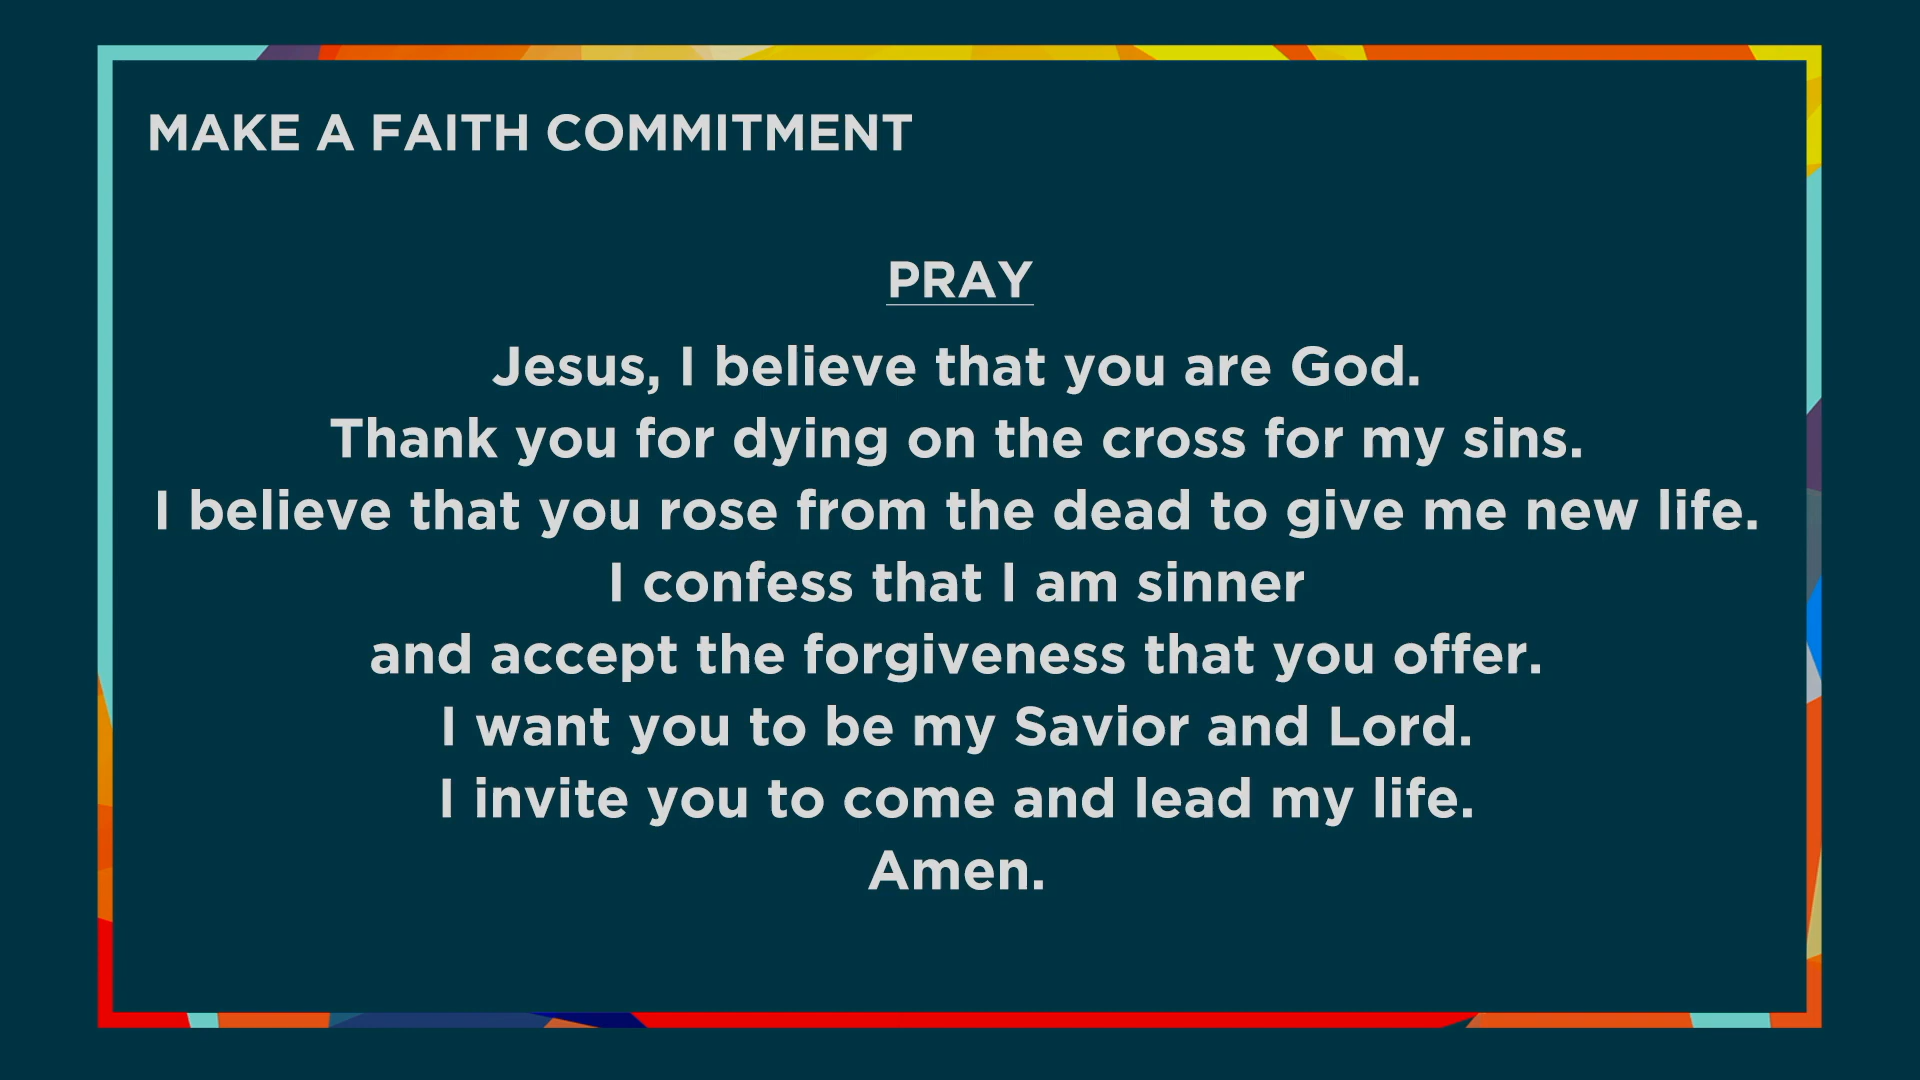 MAKE A FAITH COMMITMENT
PRAY
Jesus, I believe that you are God.
Thank you for dying on the cross for my sins.
I believe that you rose from the dead to give me new life.
I confess that I am sinner
and accept the forgiveness that you offer.
I want you to be my Savior and Lord.
I invite you to come and lead my life.
Amen.